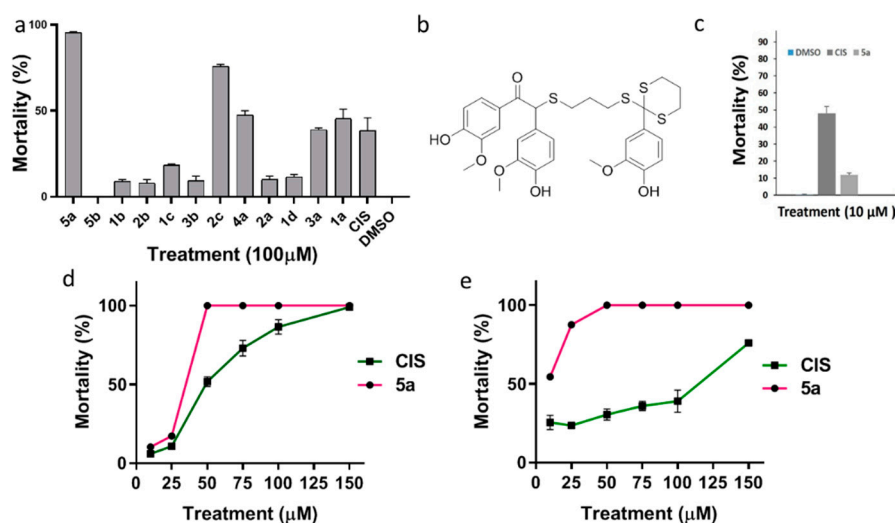 a
Mortality (%)
100
50
0
5a
5b
1b
2b
1c
3b
2c
4a
2a
1d
3a
1a
CIS
DMSO
Treatment (100μM)
b
O
S
S
S
S
HO
O
O
OH
O
OH
c
DMSO CIS 5a
Mortality (%)
90
80
70
60
50
40
30
20
10
0
Treatment (10 μM)
d
Mortality (%)
100
50
0
0 25 50 75 100 125 150
Treatment (μM)
CIS
5a
e
Mortality (%)
100
50
0
0 25 50 75 100 125 150
Treatment (μM)
CIS
5a